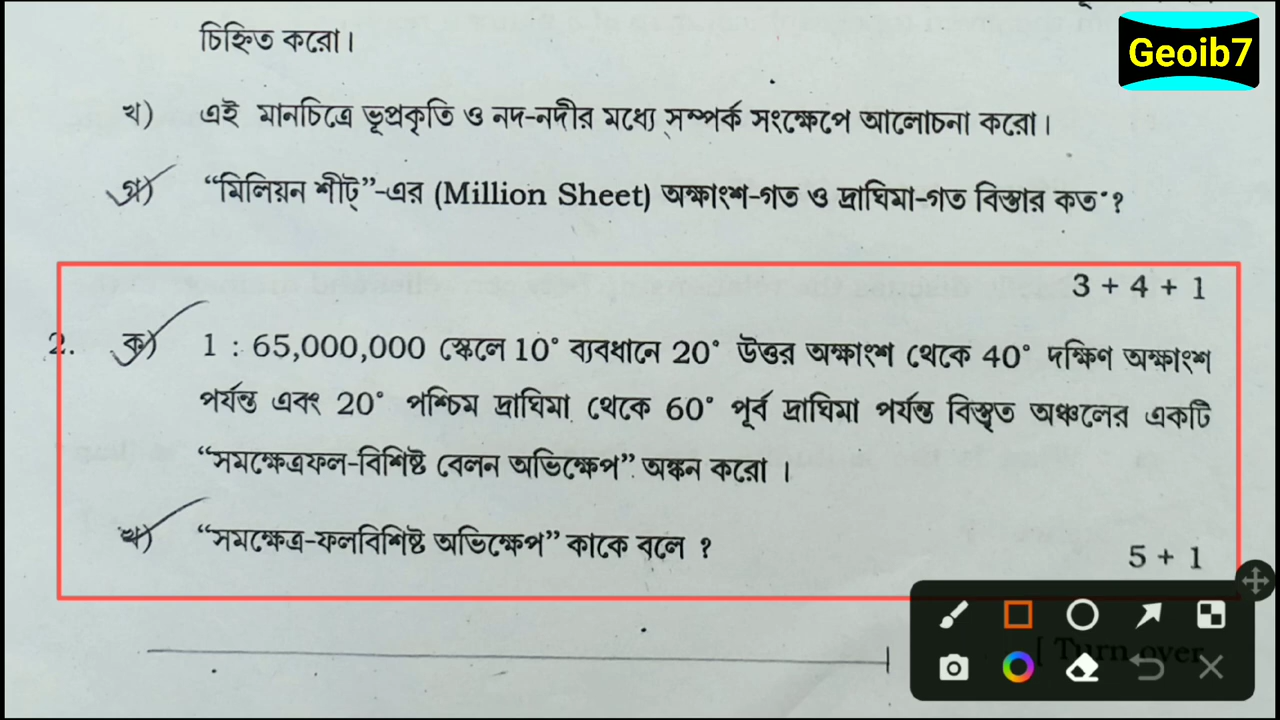 Geoib7
চিহ্নিত করো।
খ) এই মানচিত্রে ভূপ্রকৃতি ও নদ-নদীর মধ্যে সম্পর্ক সংক্ষেপে আলোচনা করো।
গ) “মিলিয়ন শীট্”-এর (Million Sheet) অক্ষাংশ-গত ও দ্রাঘিমা-গত বিস্তার কত ?
3 + 4 + 1
2. ক) 1 : 65,000,000 স্কেলে 10° ব্যবধানে 20° উত্তর অক্ষাংশ থেকে 40° দক্ষিণ অক্ষাংশ
পর্যন্ত এবং 20° পশ্চিম দ্রাঘিমা থেকে 60° পূর্ব দ্রাঘিমা পর্যন্ত বিস্তৃত অঞ্চলের একটি
“সমক্ষেত্রফল-বিশিষ্ট বেলন অভিক্ষেপ” অঙ্কন করো ।
খ) “সমক্ষেত্র-ফলবিশিষ্ট অভিক্ষেপ” কাকে বলে ?
5 + 1
[ Turn over